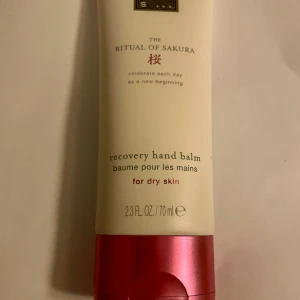 THE
RITUAL OF SAKURA
桜
celebrate each day
as a new beginning
recovery hand balm
baume pour les mains
for dry skin
2.3 FL. OZ. / 70 ml ℮